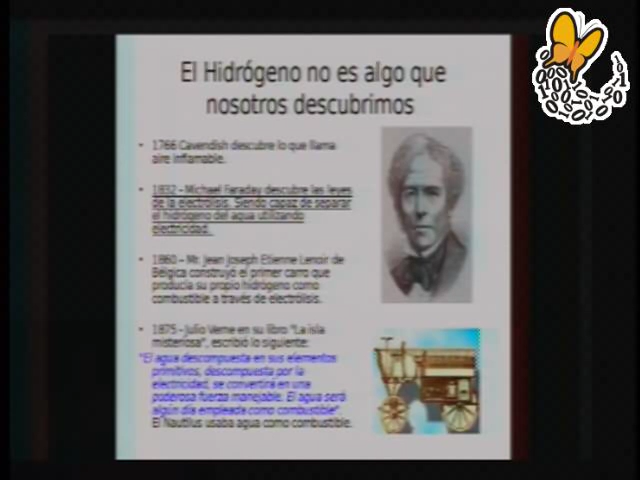 El Hidrógeno no es algo que
nosotros descubrimos
• 1766 Cavendish descubre lo que llama
aire inflamable.
• 1832 - Michael Faraday descubre las leyes
de la electrólisis. Siendo capaz de separar
el hidrógeno del agua utilizando
electricidad.
• 1860 - Mr. Jean Joseph Etienne Lenoir de
Bélgica construyó el primer carro que
producía su propio hidrógeno como
combustible a través de electrólisis.
• 1875 - Julio Verne en su libro "La isla
misteriosa", escribió lo siguiente:
"El agua descompuesta en sus elementos
primitivos, descompuesta por la
electricidad, se convertirá en una
poderosa fuerza manejable. El agua será
algún día empleada como combustible".
El Nautilus usaba agua como combustible.